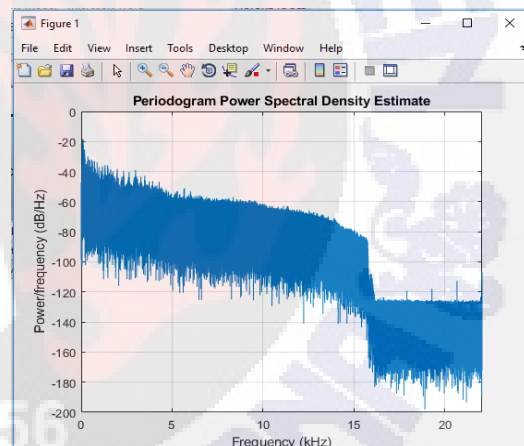 Figure 1
File Edit View Insert Tools Desktop Window Help
Periodogram Power Spectral Density Estimate
Power/frequency (dB/Hz)
0
-20
-40
-60
-80
-100
-120
-140
-160
-180
-200
0 5 10 15 20
Frequency (kHz)
56